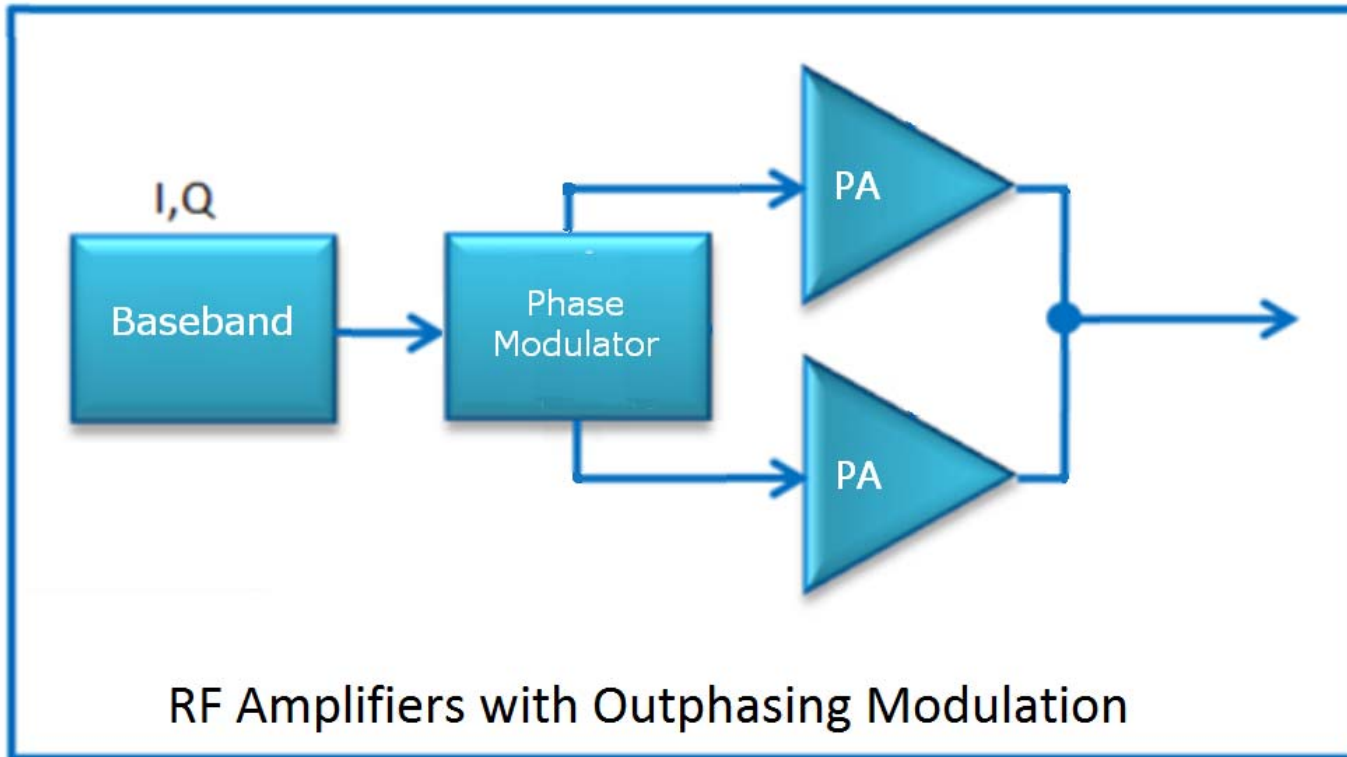 I,Q
Baseband
Phase
Modulator
PA
PA
RF Amplifiers with Outphasing Modulation